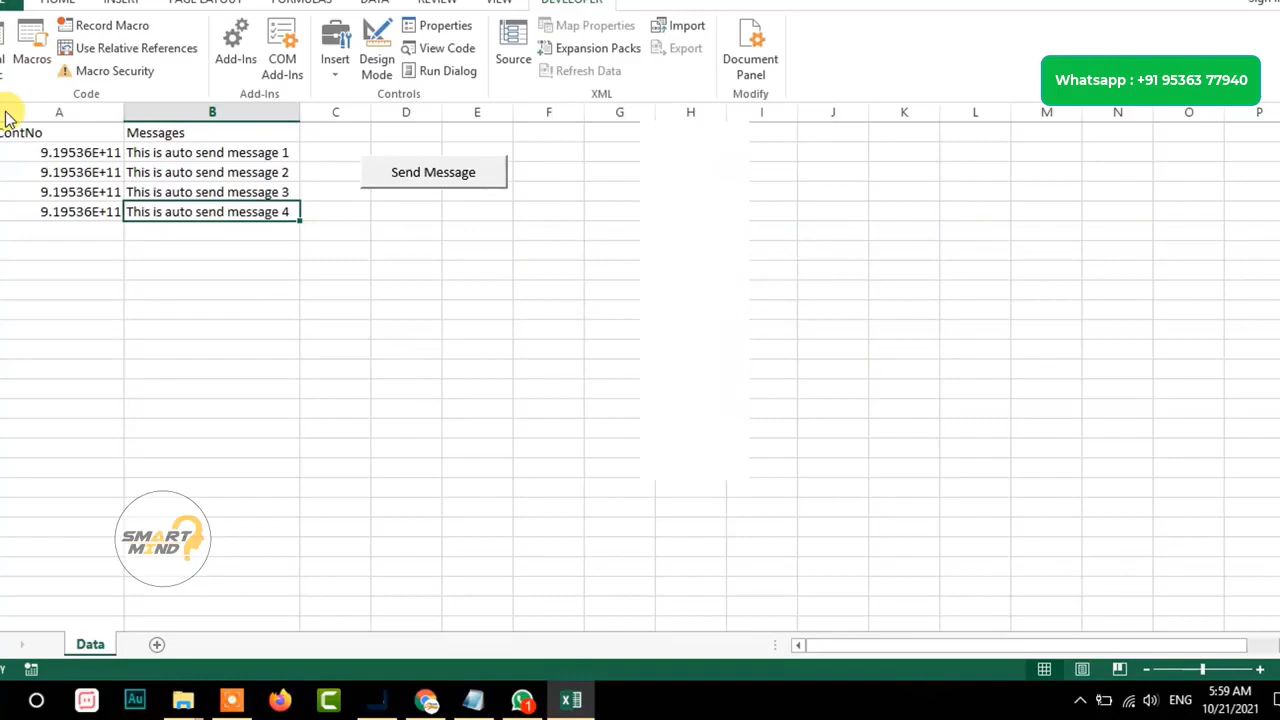 HOME INSERT PAGE LAYOUT FORMULAS DATA REVIEW VIEW DEVELOPER
Macros
Record Macro
Use Relative References
Macro Security
Code
Add-Ins
COM
Add-Ins
Add-Ins
Insert
Design
Mode
Properties
View Code
Run Dialog
Controls
Source
Map Properties
Expansion Packs
Refresh Data
Import
Export
XML
Document
Panel
Modify
Whatsapp : +91 95363 77940
A B C D E F G H I J K L M N O P
ContNo Messages
9.19536E+11 This is auto send message 1
9.19536E+11 This is auto send message 2
9.19536E+11 This is auto send message 3
9.19536E+11 This is auto send message 4
Send Message
SMART
MIND
Data
Au
1
ENG
5:59 AM
10/21/2021